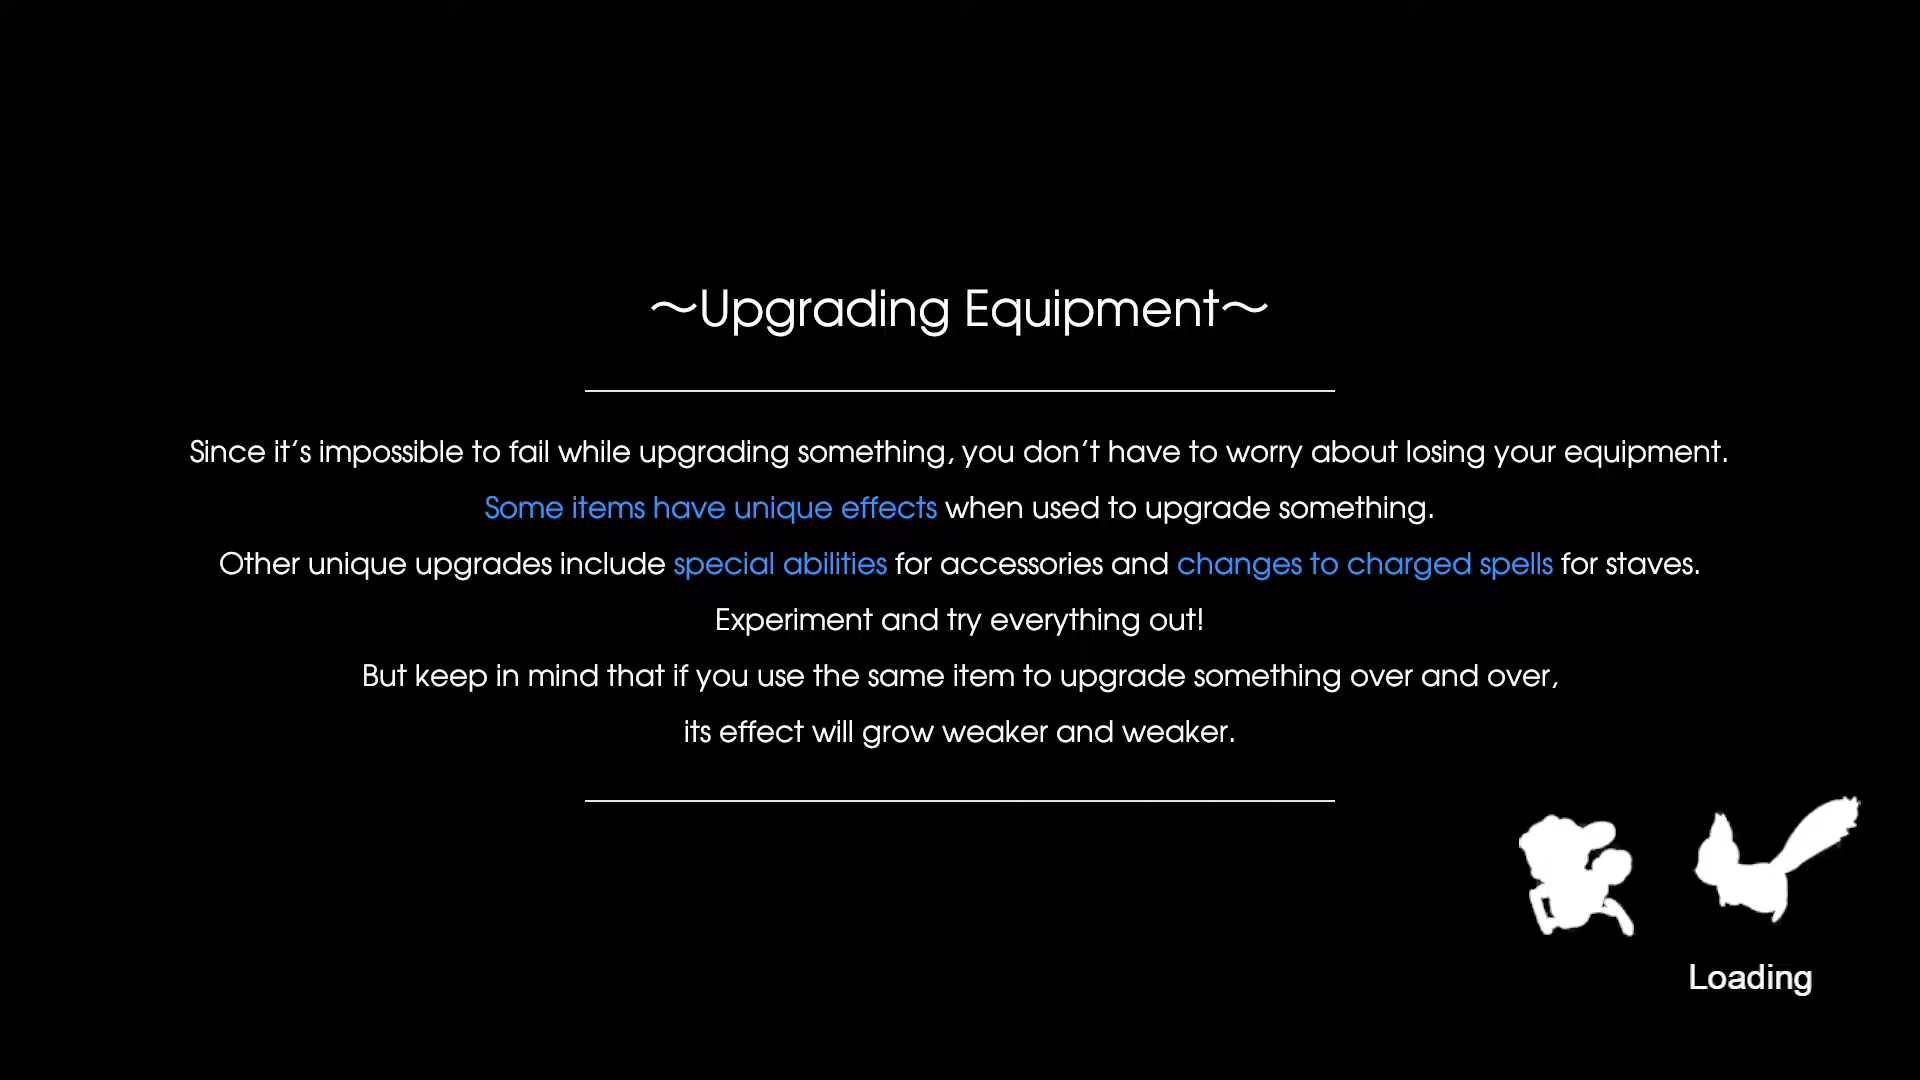 ～Upgrading Equipment～
Since it's impossible to fail while upgrading something, you don't have to worry about losing your equipment.
Some items have unique effects when used to upgrade something.
Other unique upgrades include special abilities for accessories and changes to charged spells for staves.
Experiment and try everything out!
But keep in mind that if you use the same item to upgrade something over and over,
its effect will grow weaker and weaker.
Loading